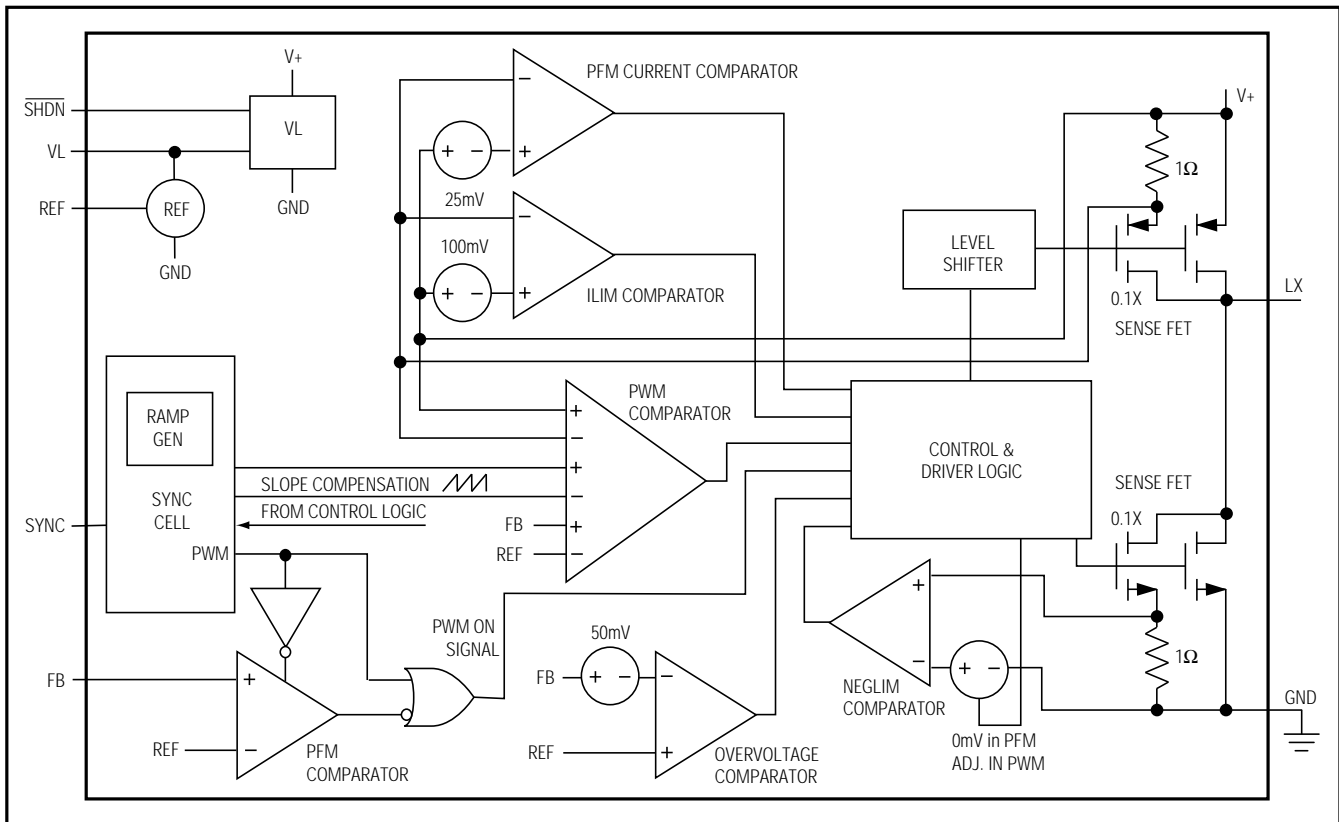 V+
PFM CURRENT COMPARATOR
SHDN
VL
VL
V+
REF
REF
GND
GND
25mV
1Ω
100mV
ILIM COMPARATOR
LEVEL
SHIFTER
0.1X
SENSE FET
LX
PWM
COMPARATOR
RAMP
GEN
SYNC
CELL
SYNC
PWM
SLOPE COMPENSATION
FROM CONTROL LOGIC
FB
REF
CONTROL &
DRIVER LOGIC
SENSE FET
0.1X
+
−
+
−
+
−
+
−
+
−
+
−
+
−
+
−
PWM ON
SIGNAL
50mV
FB
+
−
REF
PFM
COMPARATOR
FB
+
−
−
REF
+
OVERVOLTAGE
COMPARATOR
+
−
+
−
NEGLIM
COMPARATOR
0mV in PFM
ADJ. IN PWM
1Ω
GND